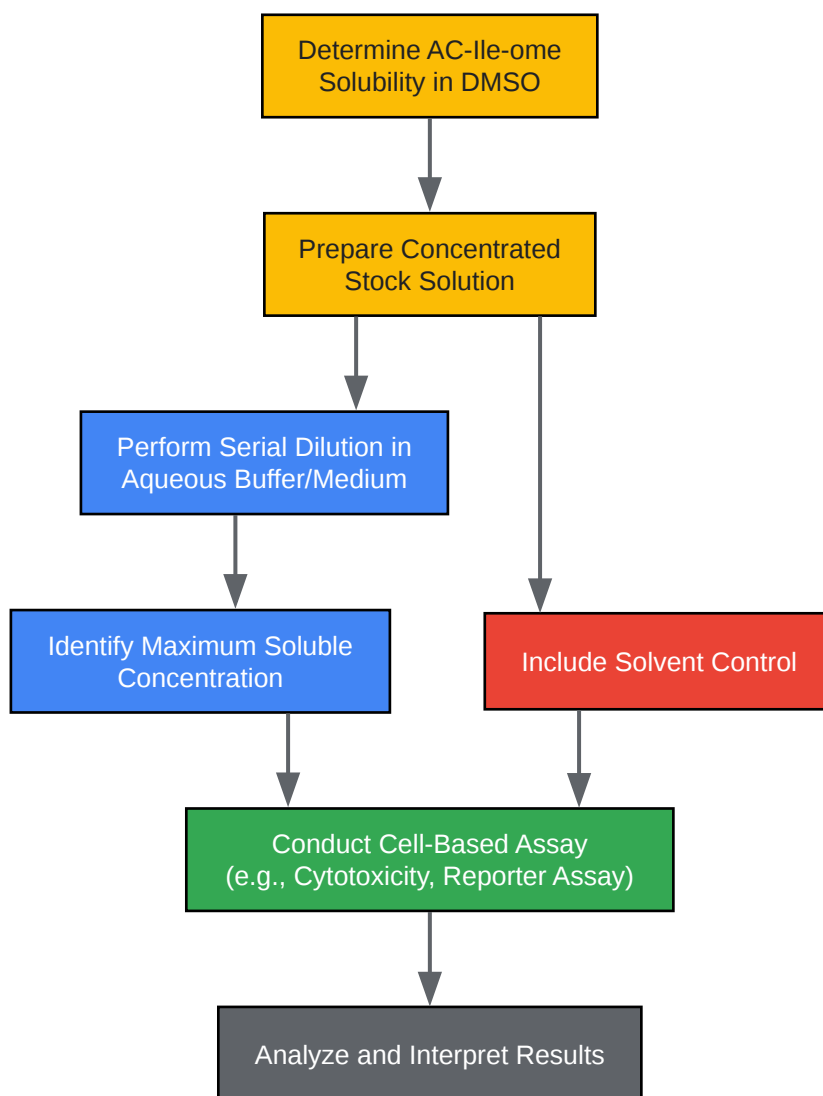 Determine AC-Ile-ome
Solubility in DMSO
Prepare Concentrated
Stock Solution
Perform Serial Dilution in
Aqueous Buffer/Medium
Identify Maximum Soluble
Concentration
Include Solvent Control
Conduct Cell-Based Assay
(e.g., Cytotoxicity, Reporter Assay)
Analyze and Interpret Results